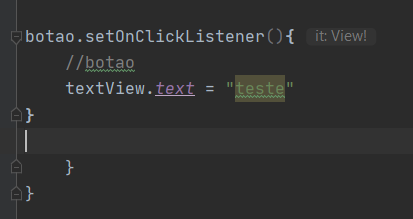 botao.setOnClickListener(){ it: View!
//botao
textView.text = "teste"
}
}
}